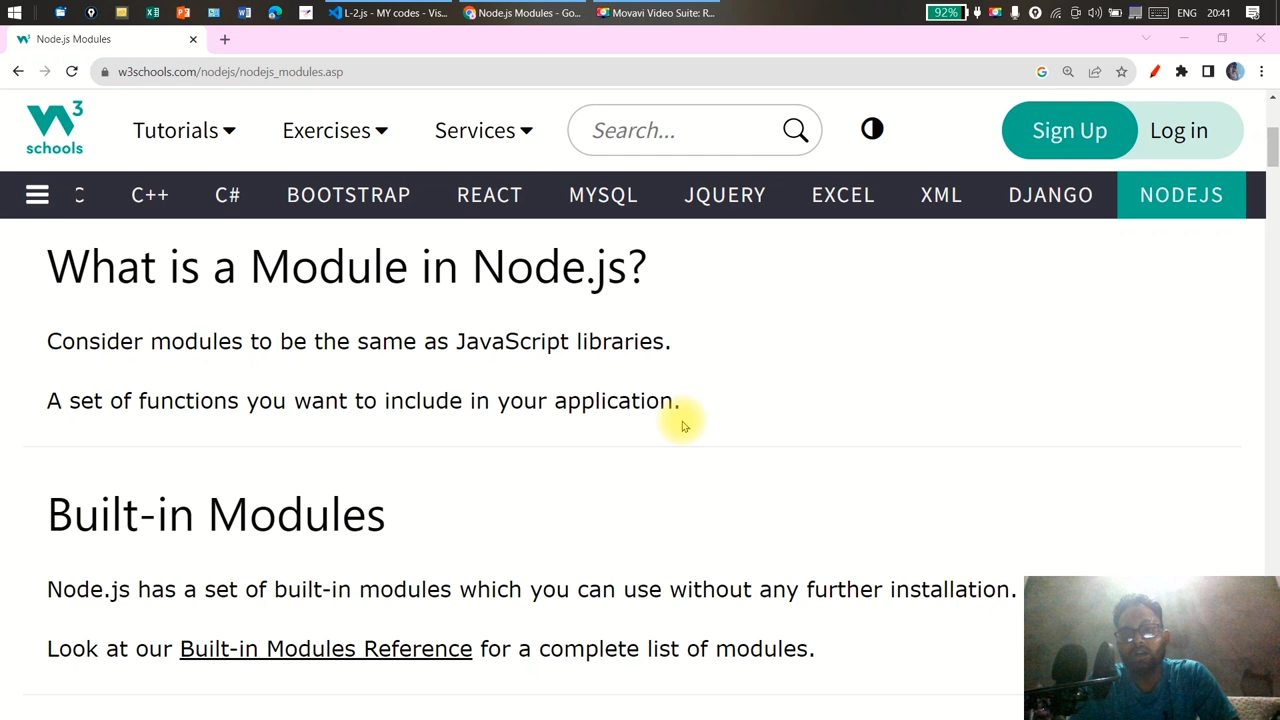 L-2.js - MY codes - Vis...
Node.js Modules - Go...
Movavi Video Suite: R...
92%
ENG
20:41
Node.js Modules
w3schools.com/nodejs/nodejs_modules.asp
W3
schools
Tutorials
Exercises
Services
Search...
Sign Up
Log in
C
C++
C#
BOOTSTRAP
REACT
MYSQL
JQUERY
EXCEL
XML
DJANGO
NODEJS
What is a Module in Node.js?
Consider modules to be the same as JavaScript libraries.
A set of functions you want to include in your application.
Built-in Modules
Node.js has a set of built-in modules which you can use without any further installation.
Look at our Built-in Modules Reference for a complete list of modules.